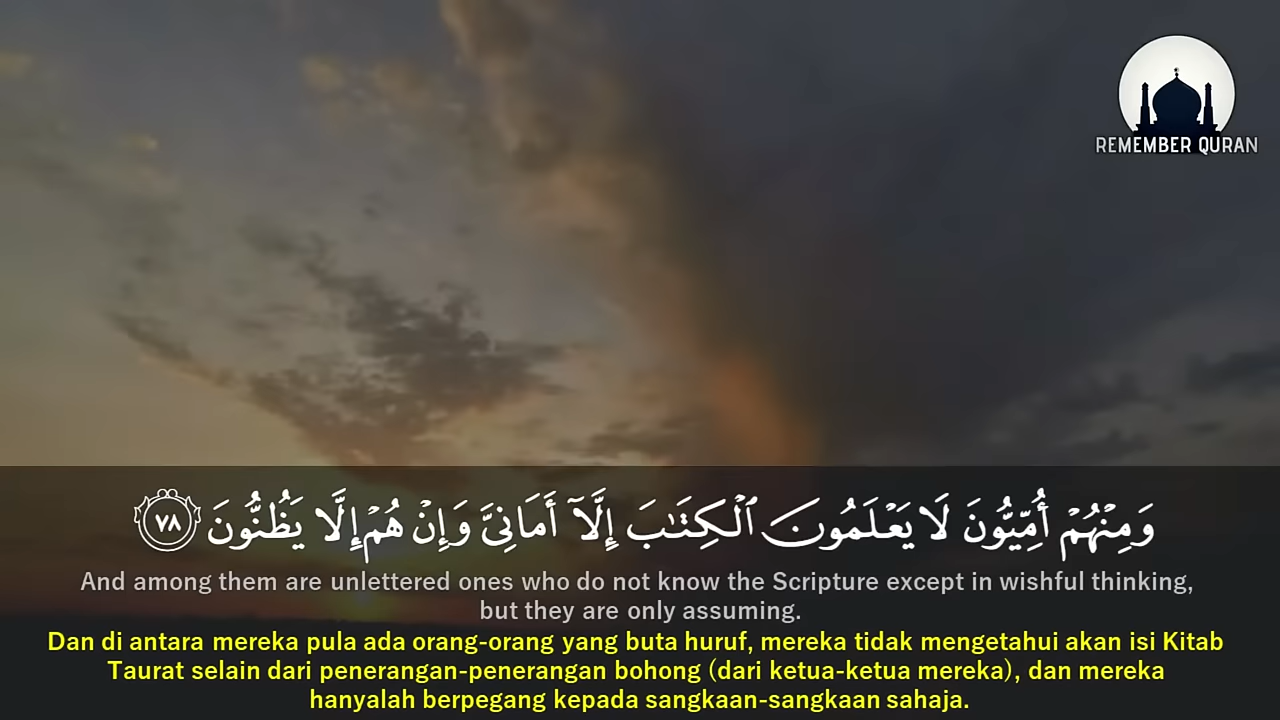 REMEMBER QURAN
وَمِنْهُمْ أُمِّيُّونَ لَا يَعْلَمُونَ ٱلْكِتَٰبَ إِلَّآ أَمَانِىَّ وَإِنْ هُمْ إِلَّا يَظُنُّونَ ٧٨
And among them are unlettered ones who do not know the Scripture except in wishful thinking,
but they are only assuming.
Dan di antara mereka pula ada orang-orang yang buta huruf, mereka tidak mengetahui akan isi Kitab
Taurat selain dari penerangan-penerangan bohong (dari ketua-ketua mereka), dan mereka
hanyalah berpegang kepada sangkaan-sangkaan sahaja.